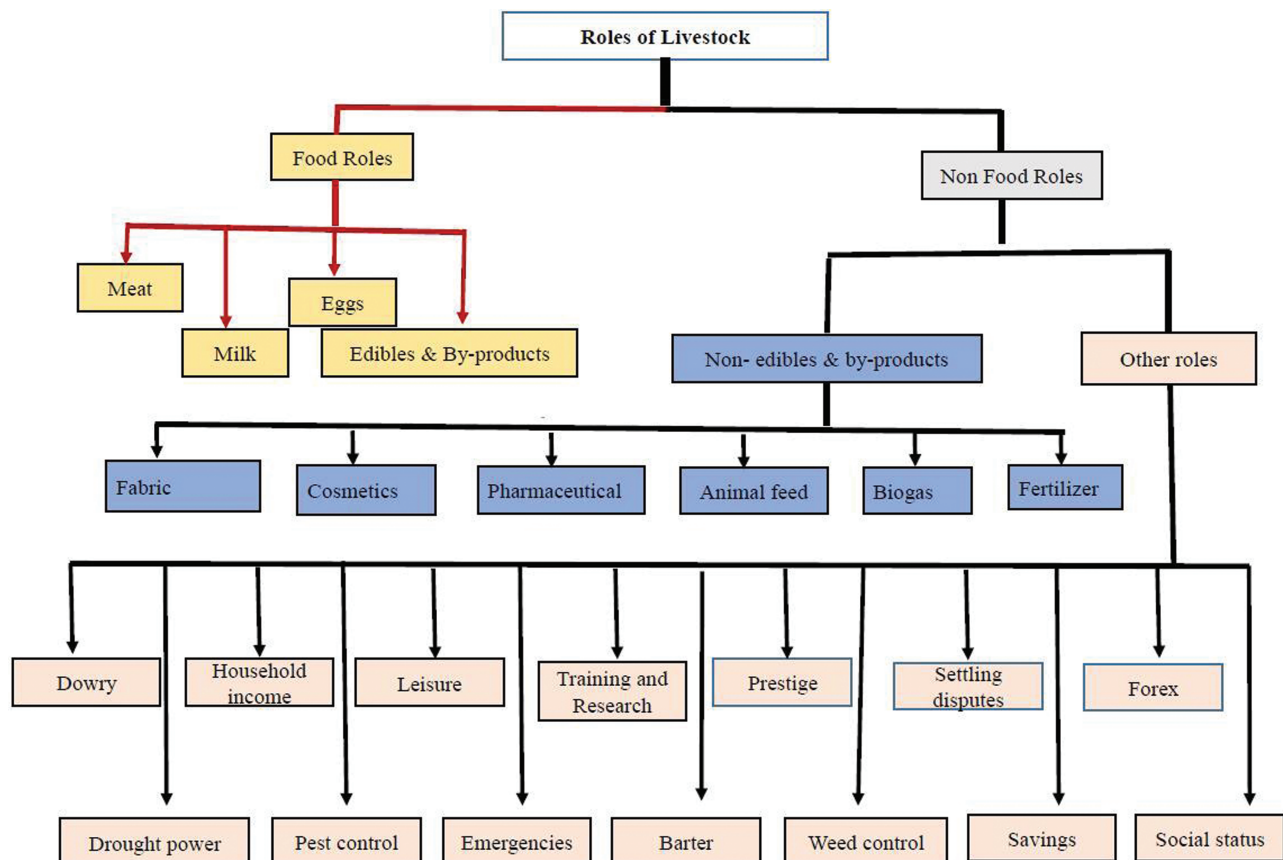 Roles of Livestock
Food Roles
Non Food Roles
Meat
Eggs
Milk
Edibles & By-products
Non- edibles & by-products
Other roles
Fabric
Cosmetics
Pharmaceutical
Animal feed
Biogas
Fertilizer
Dowry
Household
income
Leisure
Training and
Research
Prestige
Settling
disputes
Forex
Drought power
Pest control
Emergencies
Barter
Weed control
Savings
Social status